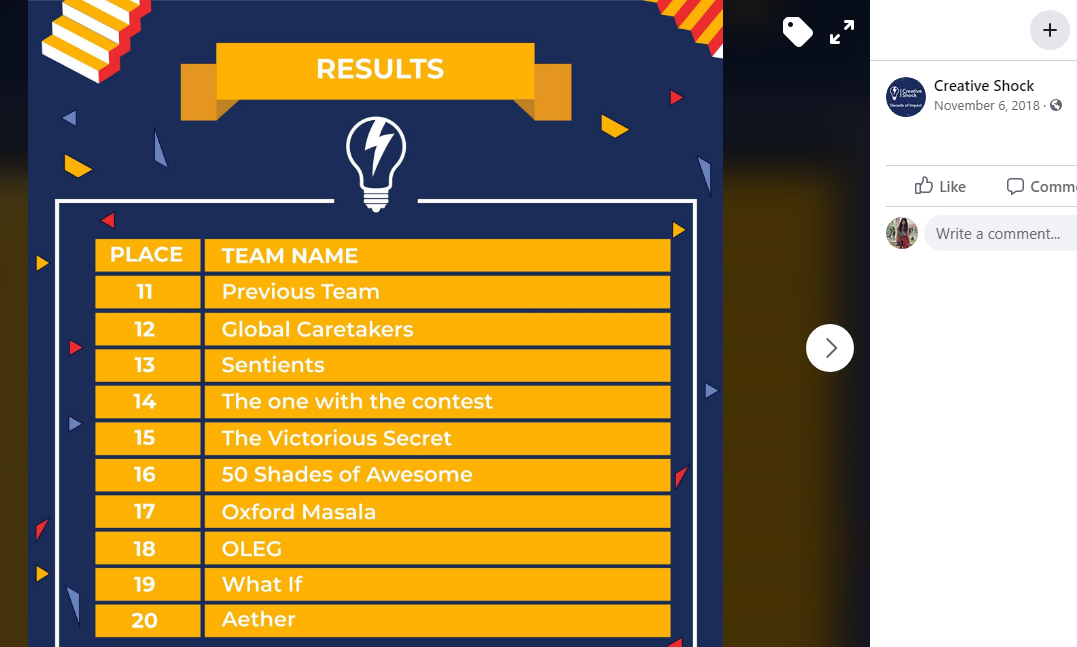 RESULTS
PLACE TEAM NAME
11 Previous Team
12 Global Caretakers
13 Sentients
14 The one with the contest
15 The Victorious Secret
16 50 Shades of Awesome
17 Oxford Masala
18 OLEG
19 What If
20 Aether
Creative Shock
Decade of Impact
Creative Shock
November 6, 2018 ·
Like Comme
Write a comment...